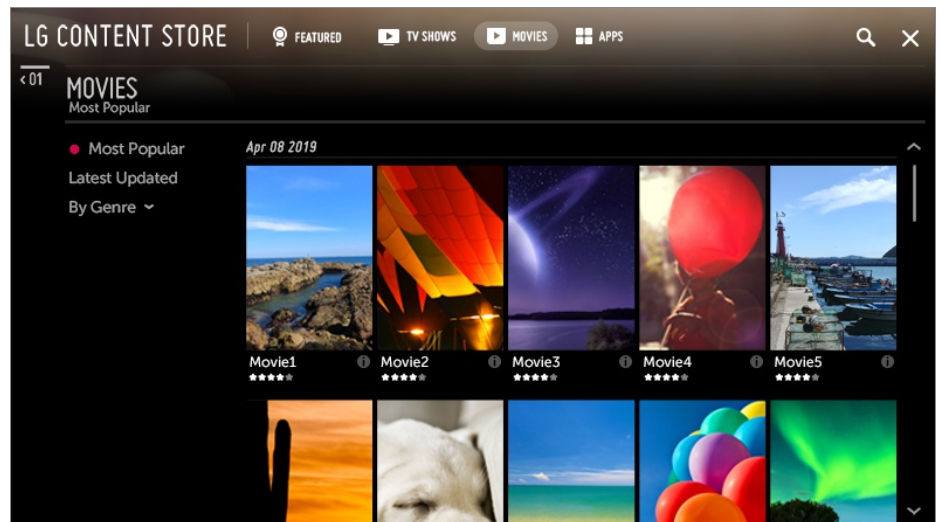 LG CONTENT STORE FEATURED TV SHOWS MOVIES APPS
<01
MOVIES
Most Popular
Most Popular
Latest Updated
By Genre
Apr 08 2019
Movie1 Movie2 Movie3 Movie4 Movie5